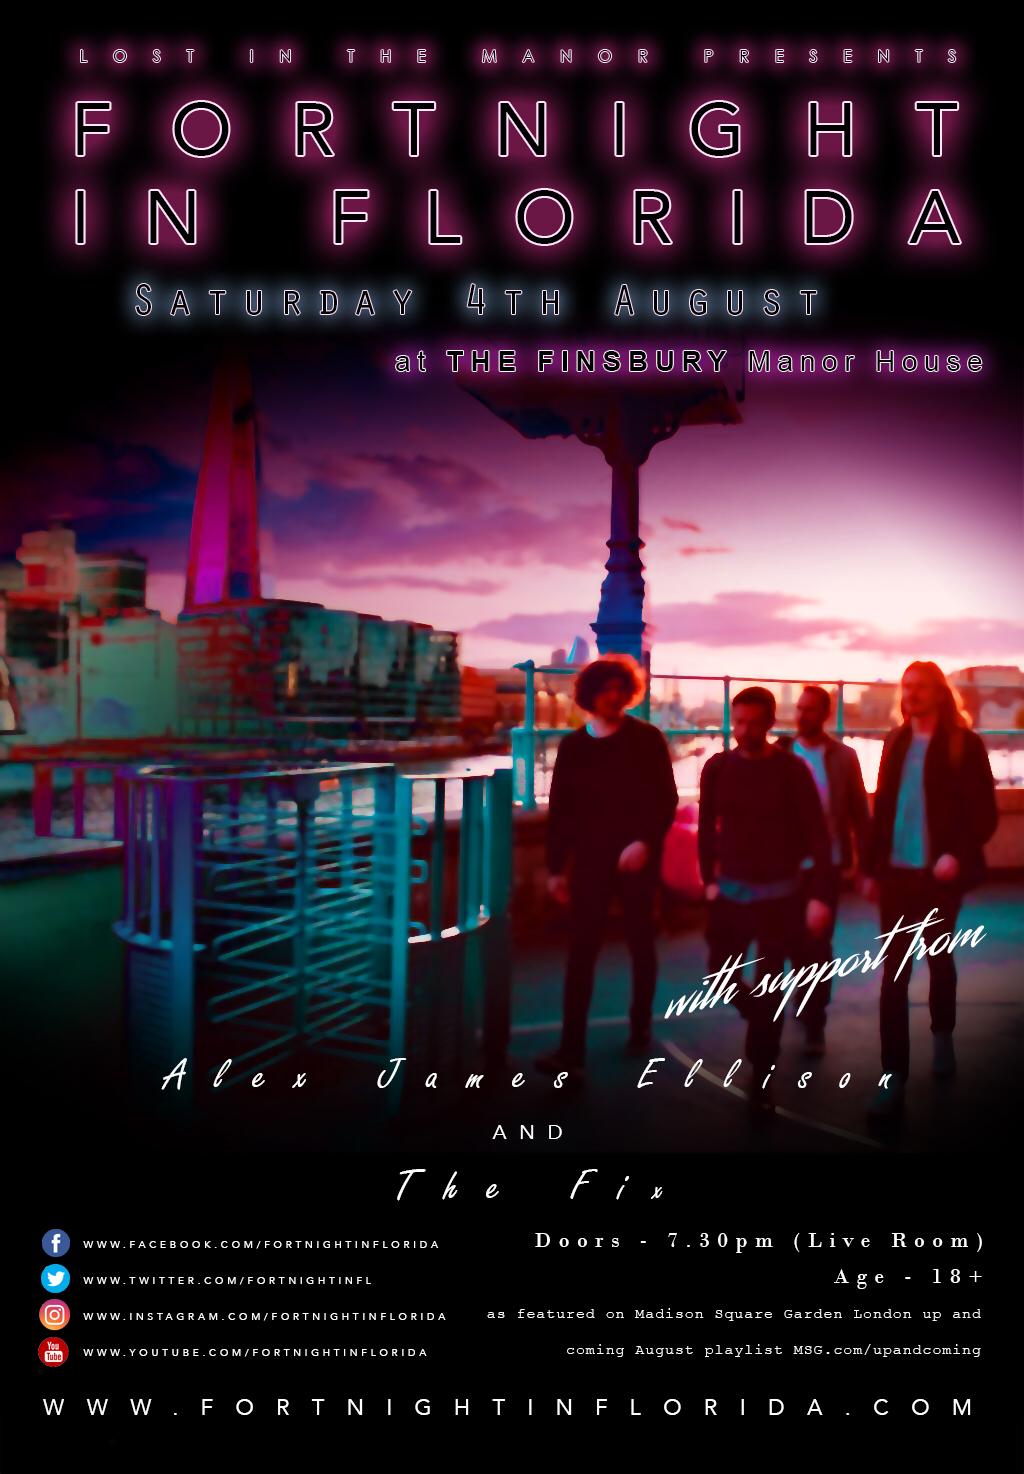 LOST IN THE MANOR PRESENTS
FORTNIGHT
IN FLORIDA
SATURDAY 4TH AUGUST
at THE FINSBURY Manor House
with support from
Alex James Ellison
AND
The Fix
WWW.FACEBOOK.COM/FORTNIGHTINFLORIDA
WWW.TWITTER.COM/FORTNIGHTINFL
WWW.INSTAGRAM.COM/FORTNIGHTINFLORIDA
You Tube
WWW.YOUTUBE.COM/FORTNIGHTINFLORIDA
Doors - 7.30pm (Live Room)
Age - 18+
as featured on Madison Square Garden London up and
coming August playlist MSG.com/upandcoming
WWW.FORTNIGHTINFLORIDA.COM